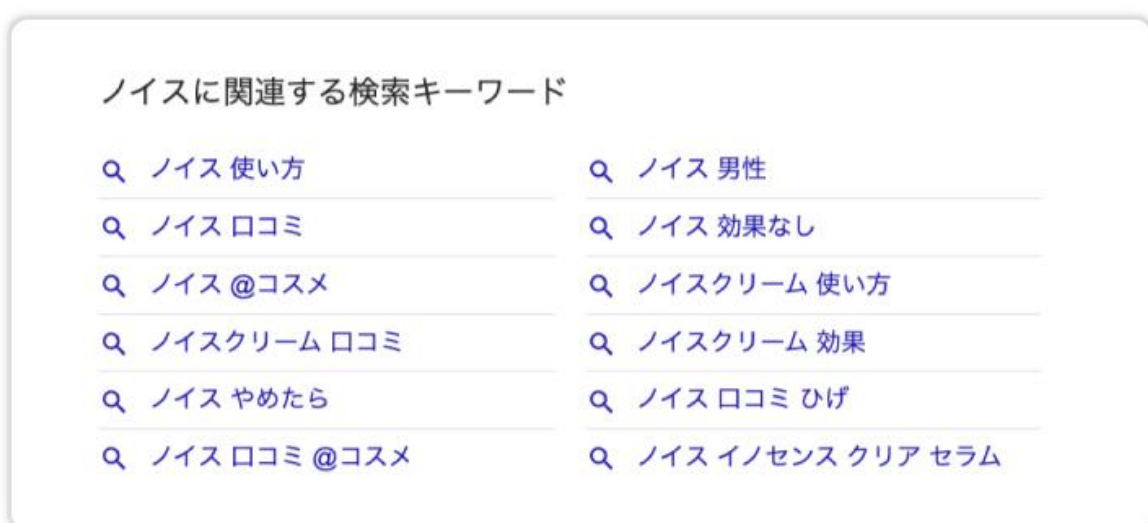 ノイスに関連する検索キーワード
ノイス 使い方
ノイス 口コミ
ノイス @コスメ
ノイスクリーム 口コミ
ノイス やめたら
ノイス 口コミ @コスメ
ノイス 男性
ノイス 効果なし
ノイスクリーム 使い方
ノイスクリーム 効果
ノイス 口コミ ひげ
ノイス イノセンス クリア セラム